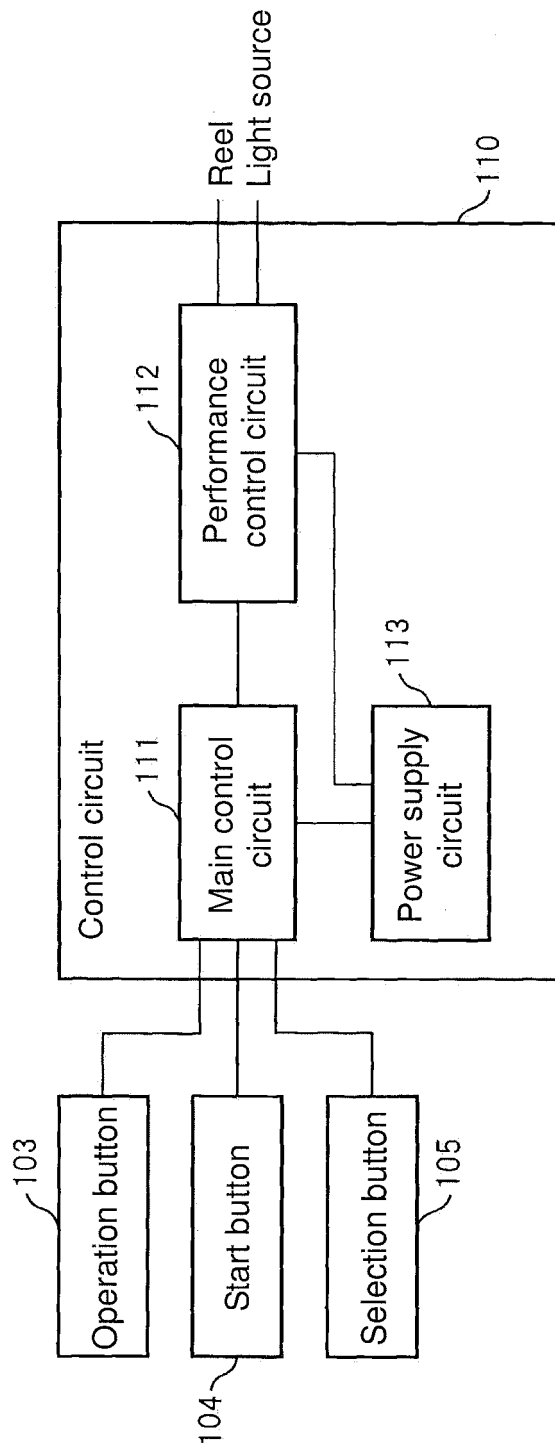 103
Operation button
Start button
104
Selection button
105
Control circuit
111
Main control
circuit
112
Performance
control circuit
113
Power supply
circuit
Reel
Light source
110